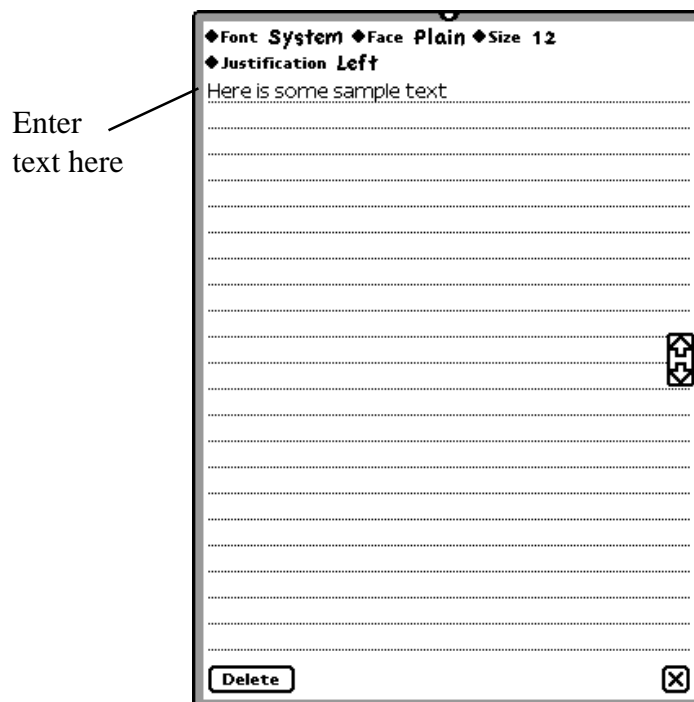 ◆Font System ◆Face Plain ◆Size 12
◆Justification Left
Here is some sample text
Enter
text here
Delete